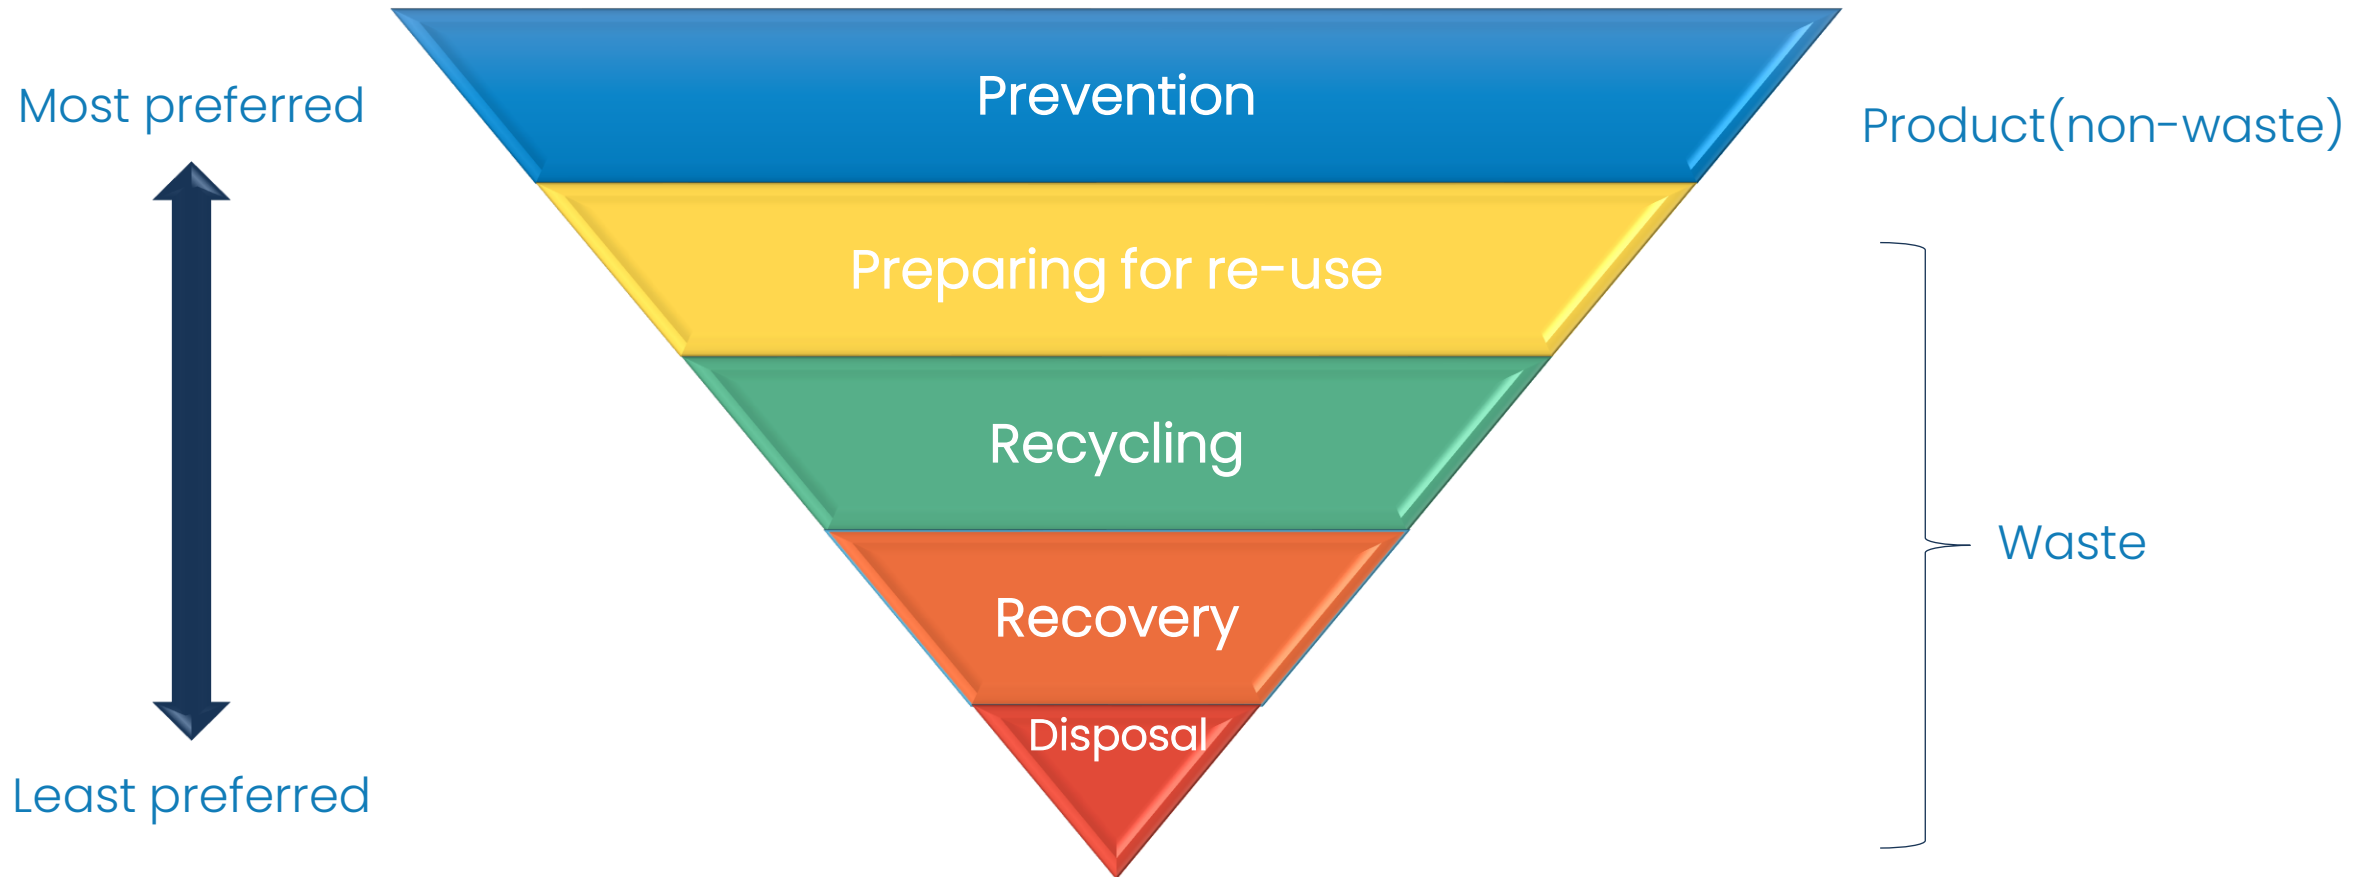 Most preferred
Prevention
Product(non-waste)
Preparing for re-use
Recycling
Waste
Recovery
Disposal
Least preferred